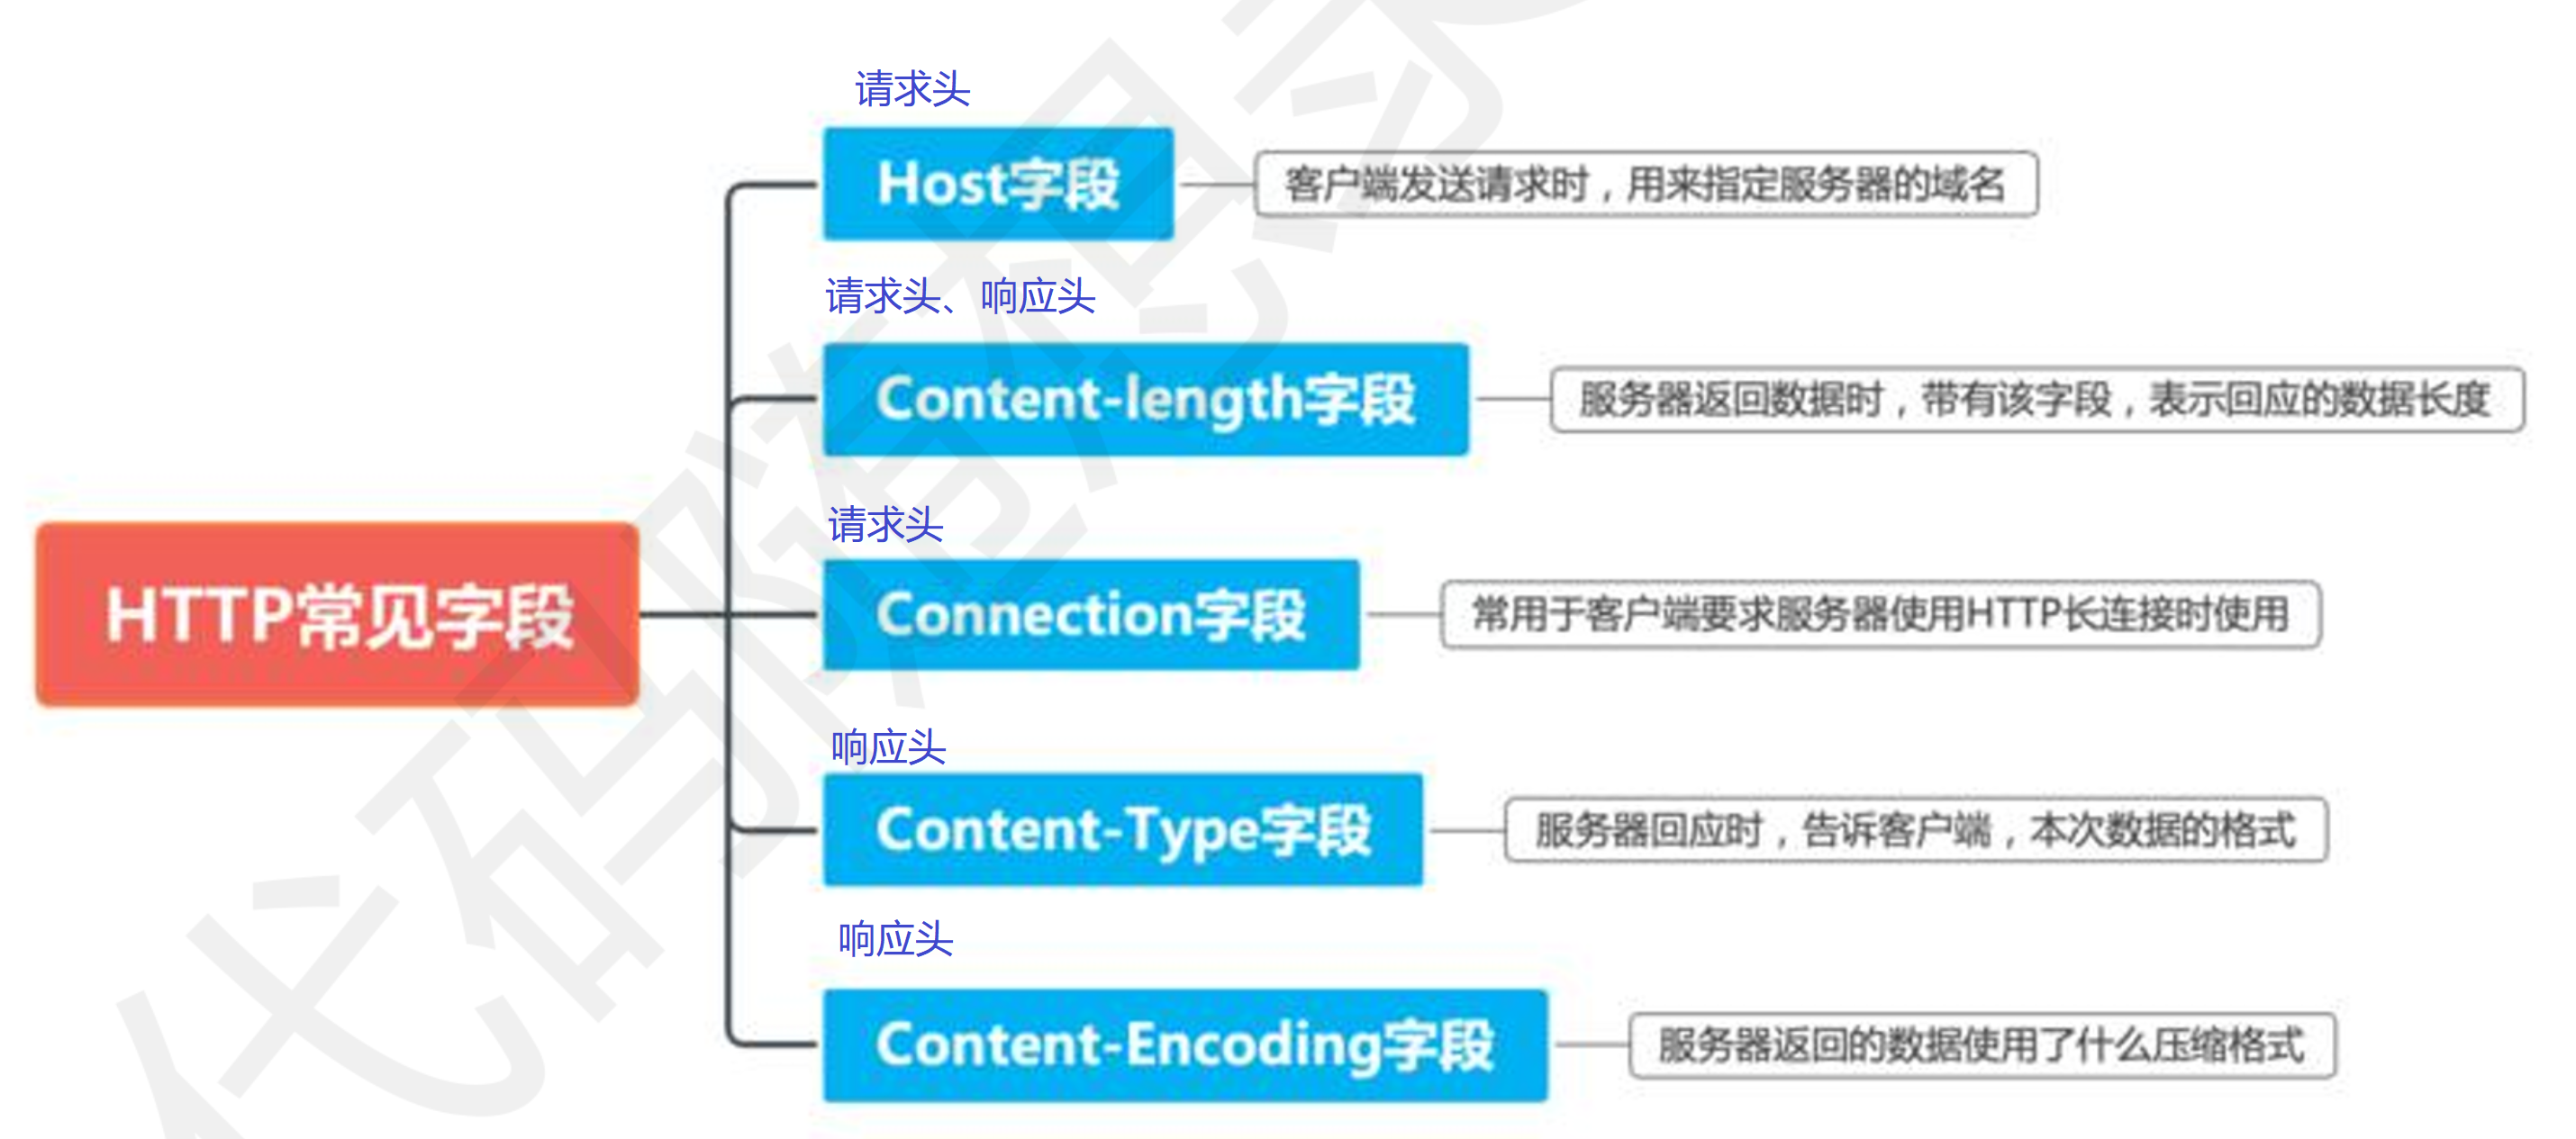 请求头
Host字段
客户端发送请求时，用来指定服务器的域名
请求头、响应头
Content-length字段
服务器返回数据时，带有该字段，表示回应的数据长度
请求头
HTTP常见字段
Connection字段
常用于客户端要求服务器使用HTTP长连接时使用
响应头
Content-Type字段
服务器回应时，告诉客户端，本次数据的格式
响应头
Content-Encoding字段
服务器返回的数据使用了什么压缩格式
代码随想录